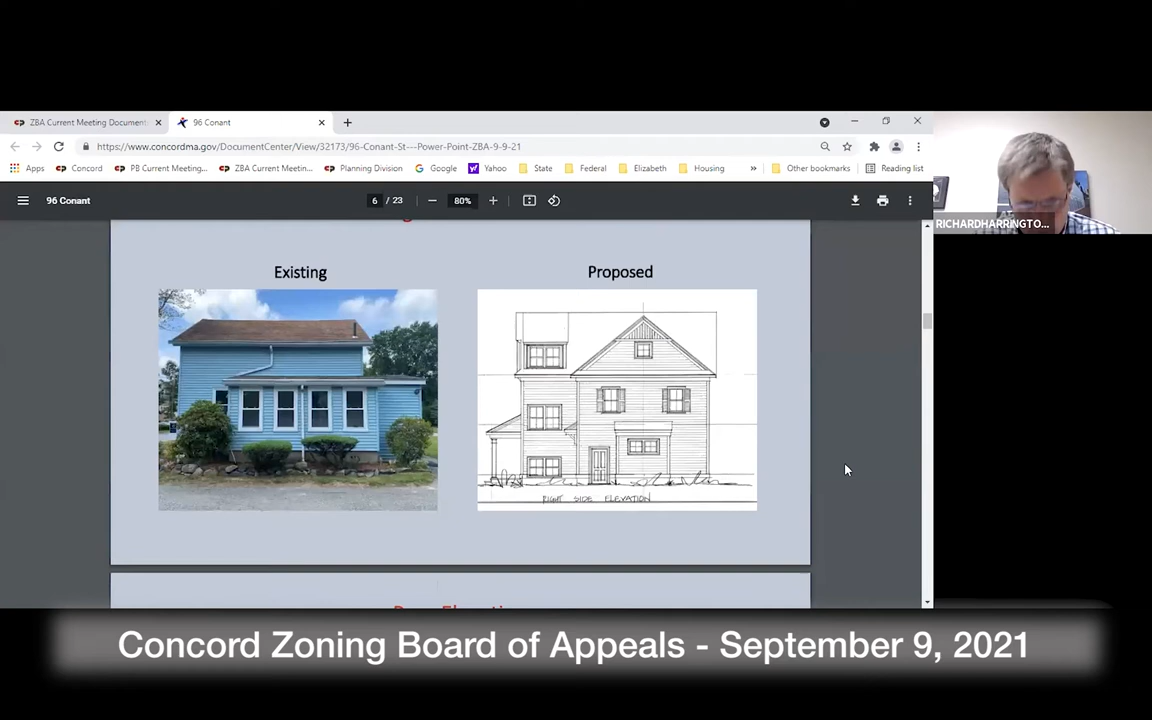 ZBA Current Meeting Document
96 Conant
https://www.concordma.gov/DocumentCenter/View/32173/96-Conant-St---Power-Point-ZBA-9-9-21
Apps Concord PB Current Meeting... ZBA Current Meetin... Planning Division Google Yahoo State Federal Elizabeth Housing » Other bookmarks Reading list
96 Conant 6 / 23 80%
RICHARDHARRINGTO...
Existing Proposed
RIGHT SIDE ELEVATION
Concord Zoning Board of Appeals - September 9, 2021